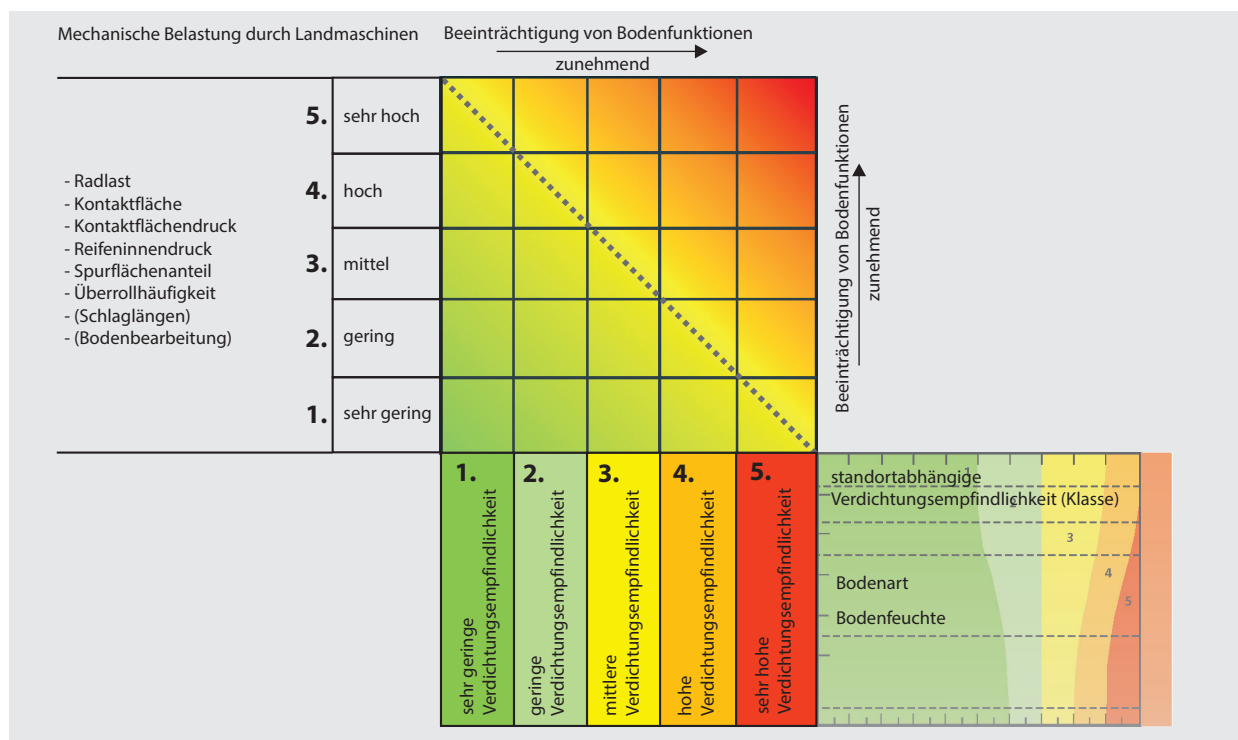 Mechanische Belastung durch Landmaschinen
Beeinträchtigung von Bodenfunktionen
zunehmend
5. sehr hoch
4. hoch
3. mittel
2. gering
1. sehr gering
- Radlast
- Kontaktfläche
- Kontaktflächendruck
- Reifeninnendruck
- Spurflächenanteil
- Überrollhäufigkeit
- (Schlaglängen)
- (Bodenbearbeitung)
Beeinträchtigung von Bodenfunktionen
zunehmend
1.
sehr geringe
Verdichtungsempfindlichkeit
2.
geringe
Verdichtungsempfindlichkeit
3.
mittlere
Verdichtungsempfindlichkeit
4.
hohe
Verdichtungsempfindlichkeit
5.
sehr hohe
Verdichtungsempfindlichkeit
standortabhängige
Verdichtungsempfindlichkeit (Klasse)
Bodenart
Bodenfeuchte
1
2
3
4
5